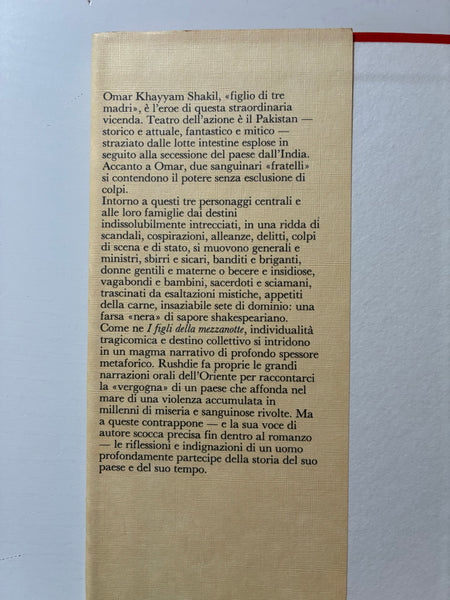 Omar Khayyam Shakil, «figlio di tre
madri», è l'eroe di questa straordinaria
vicenda. Teatro dell'azione è il Pakistan —
storico e attuale, fantastico e mitico —
straziato dalle lotte intestine esplose in
seguito alla secessione del paese dall'India.
Accanto a Omar, due sanguinari «fratelli»
si contendono il potere senza esclusione di
colpi.
Intorno a questi tre personaggi centrali e
alle loro famiglie dai destini
indissolubilmente intrecciati, in una ridda di
scandali, cospirazioni, alleanze, delitti, colpi
di scena e di stato, si muovono generali e
ministri, sbirri e sicari, banditi e briganti,
donne gentili e materne o becere e insidiose,
vagabondi e bambini, sacerdoti e sciamani,
trascinati da esaltazioni mistiche, appetiti
della carne, insaziabile sete di dominio: una
farsa «nera» di sapore shakespeariano.
Come ne I figli della mezzanotte, individualità
tragicomica e destino collettivo si intridono
in un magma narrativo di profondo spessore
metaforico. Rushdie fa proprie le grandi
narrazioni orali dell'Oriente per raccontarci
la «vergogna» di un paese che affonda nel
mare di una violenza accumulata in
millenni di miseria e sanguinose rivolte. Ma
a queste contrappone — e la sua voce di
autore scocca precisa fin dentro al romanzo
— le riflessioni e indignazioni di un uomo
profondamente partecipe della storia del suo
paese e del suo tempo.